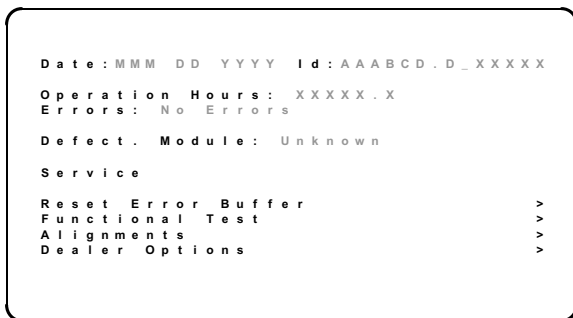 Date:MMM DD YYYY Id:AAABCD.D_XXXXX
Operation Hours: XXXXX.X
Errors: No Errors
Defect. Module: Unknown
Service
Reset Error Buffer >
Functional Test >
Alignments >
Dealer Options >